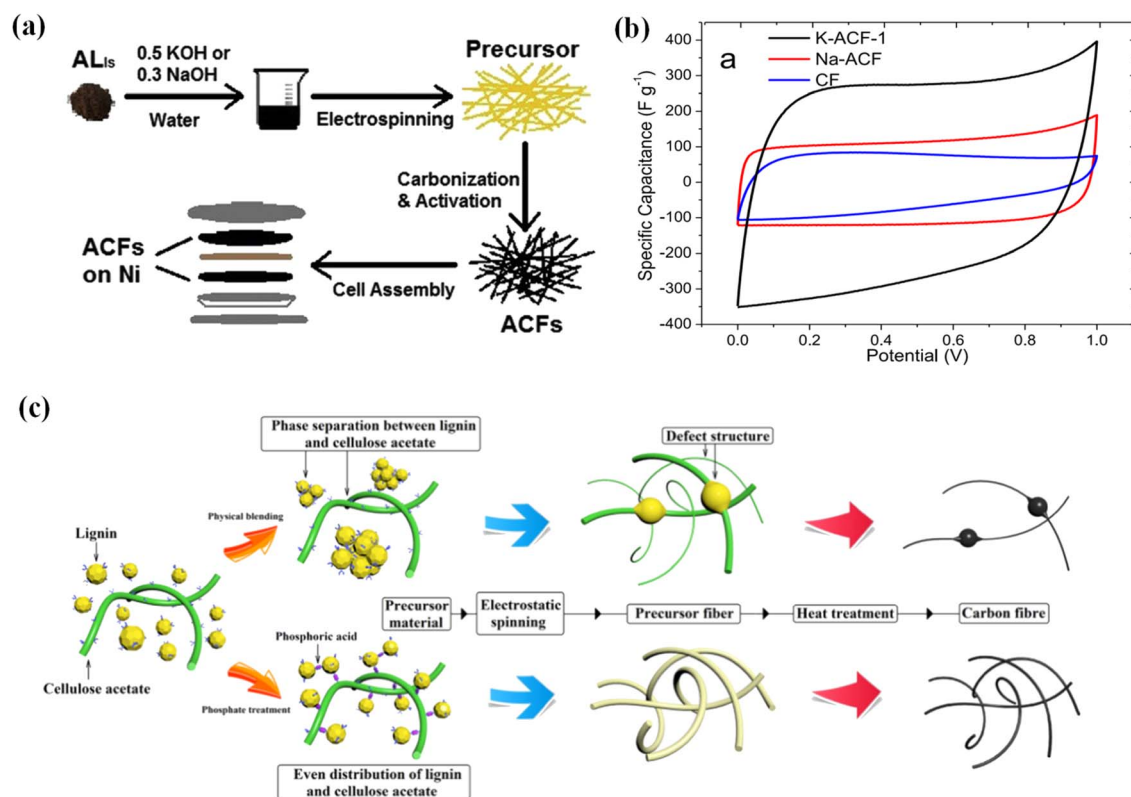 (a)
AL_Is
0.5 KOH or
0.3 NaOH
Water
Electrospinning
Precursor
Carbonization
& Activation
ACFs
Cell Assembly
ACFs
on Ni
(b)
a
K-ACF-1
Na-ACF
CF
Specific Capacitance (F g⁻¹)
400
300
200
100
0
-100
-200
-300
-400
0.0 0.2 0.4 0.6 0.8 1.0
Potential (V)
(c)
Lignin
Cellulose acetate
Physical blending
Phosphate treatment
Phase separation between lignin
and cellulose acetate
Defect structure
Precursor
material
Electrostatic
spinning
Precursor fiber
Heat treatment
Carbon fibre
Phosphoric acid
Even distribution of lignin
and cellulose acetate